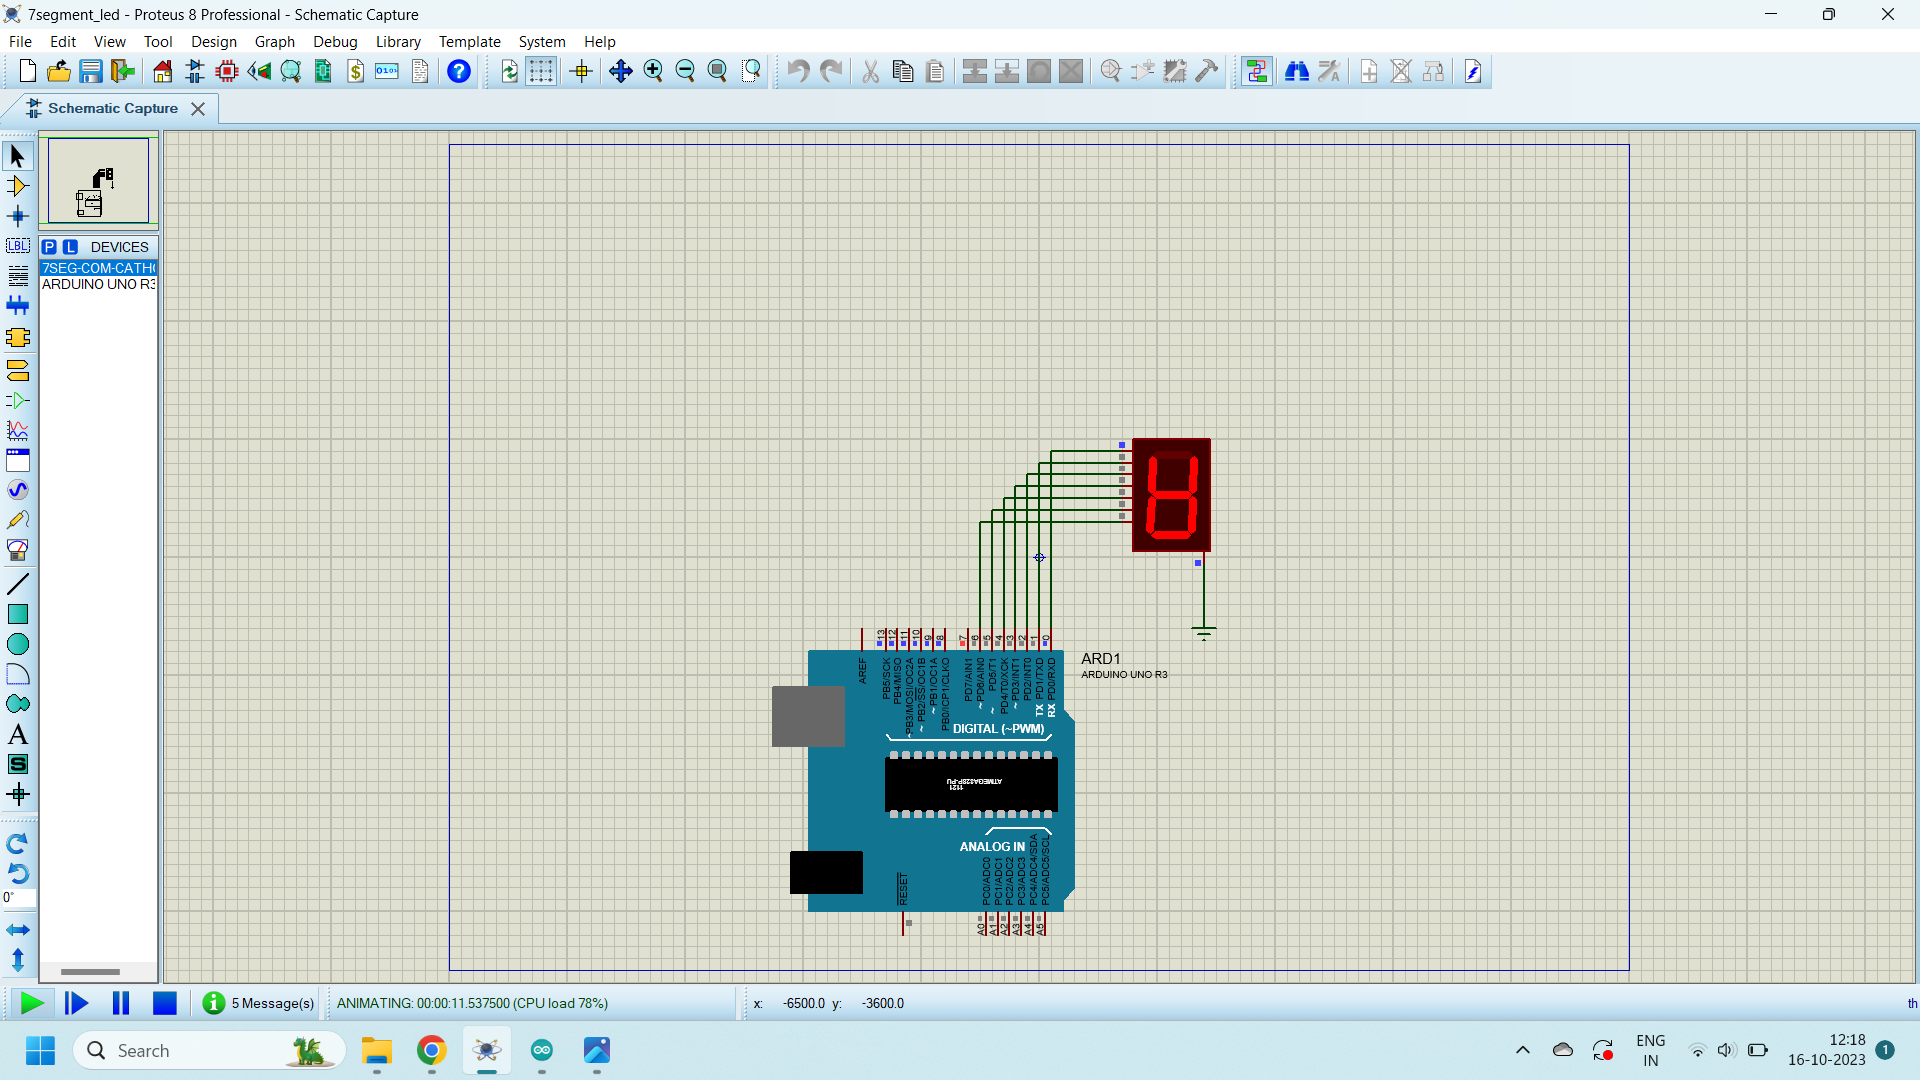 7segment_led - Proteus 8 Professional - Schematic Capture
File Edit View Tool Design Graph Debug Library Template System Help
$
0101
?
Schematic Capture
LBL
P L DEVICES
7SEG-COM-CATH
ARDUINO UNO R3
A
S
0°
13 12 11 10 9 8 7 6 5 4 3 2 1 0
AREF
PB5/SCK
PB4/MISO
~PB3/MOSI/OC2A
~ PB2/SS/OC1B
~ PB1/OC1A
PB0/ICP1/CLKO
PD7/AIN1
~ PD6/AIN0
~ PD5/T1
PD4/T0/XCK
~ PD3/INT1
PD2/INT0
TX PD1/TXD
RX PD0/RXD
ARD1
ARDUINO UNO R3
DIGITAL (~PWM)
ATMEGA328P-PU
1121
ANALOG IN
RESET
PC0/ADC0
PC1/ADC1
PC2/ADC2
PC3/ADC3
PC4/ADC4/SDA
PC5/ADC5/SCL
A0 A1 A2 A3 A4 A5
5 Message(s) ANIMATING: 00:00:11.537500 (CPU load 78%) x: -6500.0 y: -3600.0 th
Search
ENG
IN
12:18
16-10-2023
1